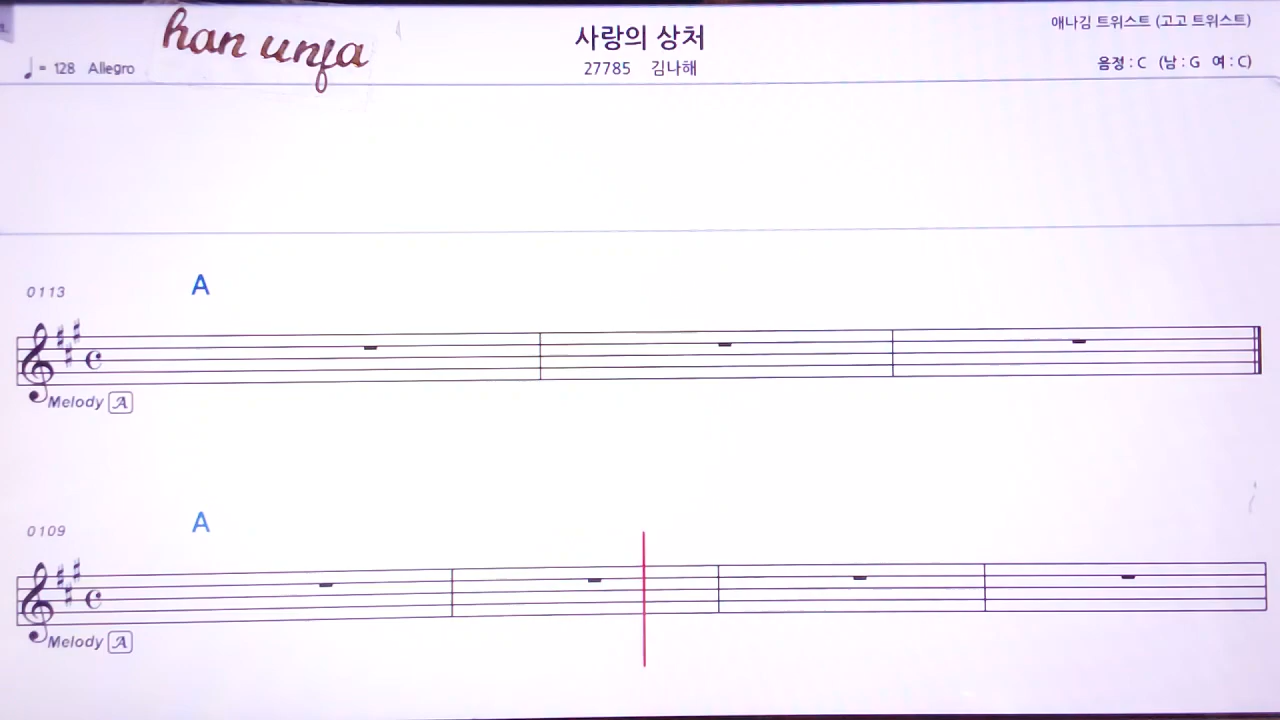 han unfa
사랑의 상처
애나김 트위스트 (고고 트위스트)
♩ = 128 Allegro
27785 김나해
음정 : C (남 : G 여 : C)
0113
A
Melody A
0109
A
Melody A